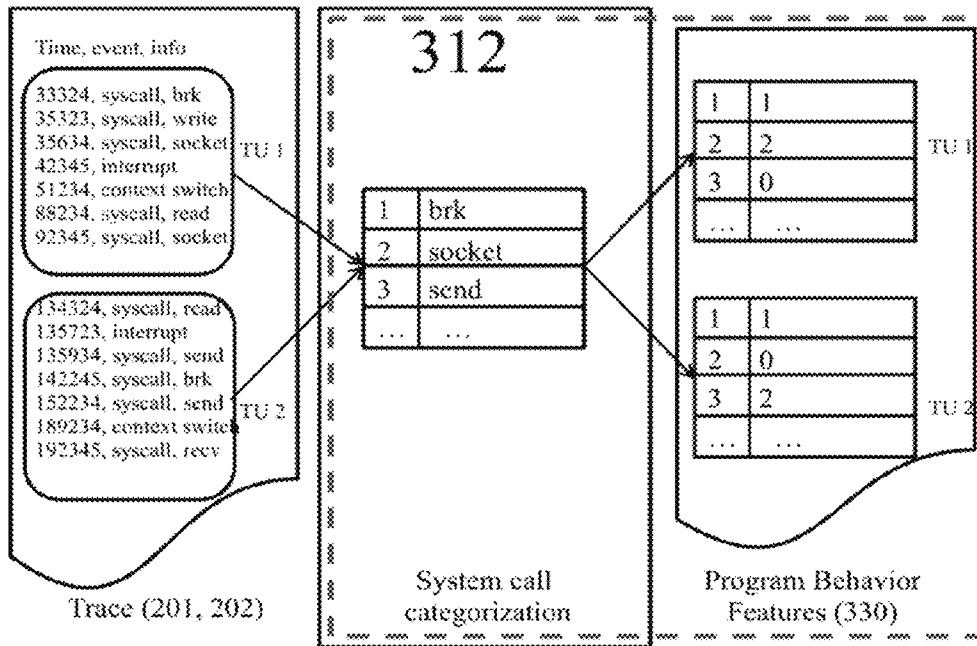 Time, event, info
33324, syscall, brk
35323, syscall, write
35634, syscall, socket
42345, interrupt
51234, context switch
88234, syscall, read
92345, syscall, socket
TU 1
134324, syscall, read
135723, interrupt
135934, syscall, send
142245, syscall, brk
152234, syscall, send
189234, context switc
192345, syscall, recv
TU 2
Trace (201, 202)
312
1 brk
2 socket
3 send
... ...
System call
categorization
1 1
2 2
3 0
... ...
TU 1
1 1
2 0
3 2
... ...
TU 2
Program Behavior
Features (330)